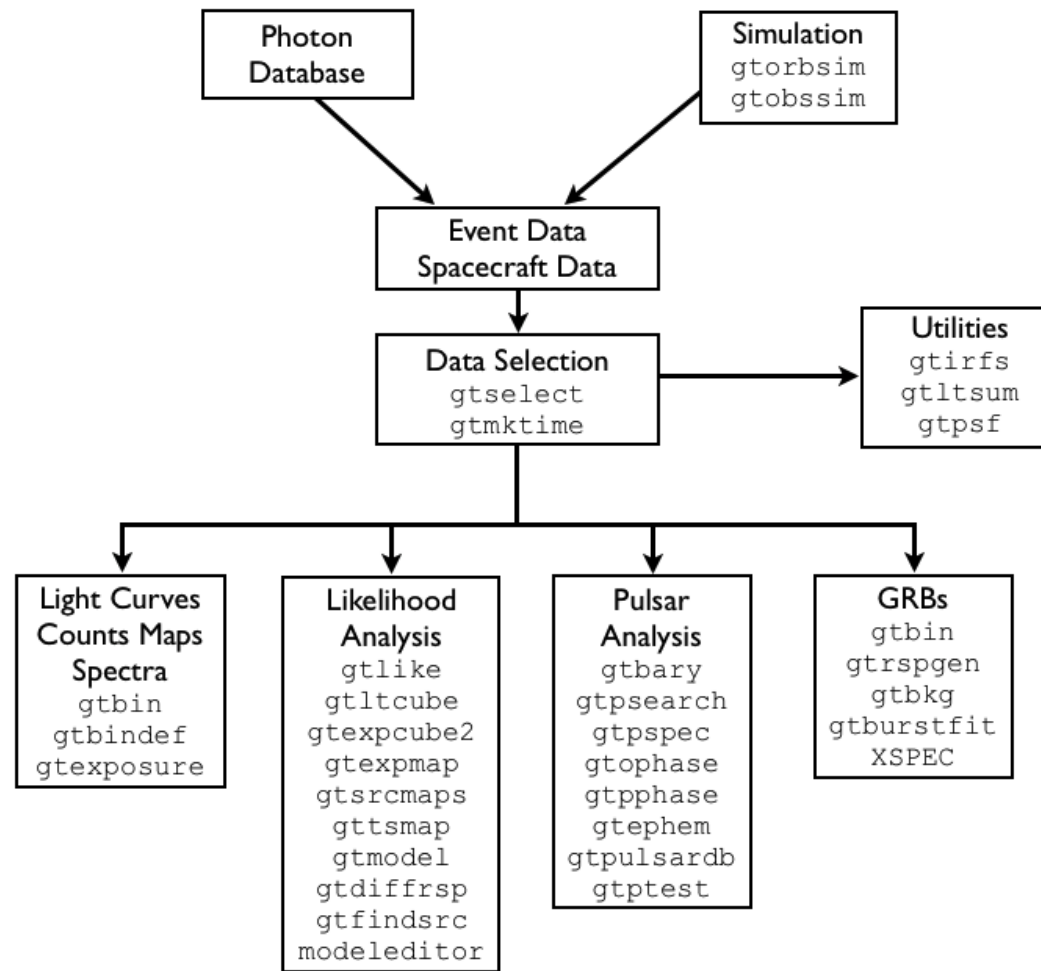 Photon
Database
Simulation
gtorbsim
gtobssim
Event Data
Spacecraft Data
Data Selection
gtselect
gtmktime
Utilities
gtirfs
gtltsum
gtpsf
Light Curves
Counts Maps
Spectra
gtbin
gtbindef
gtexposure
Likelihood
Analysis
gtlike
gtltcube
gtexpcube2
gtexpmap
gtsrcmaps
gttsmap
gtmodel
gtdiffrsp
gtfindsrc
modeleditor
Pulsar
Analysis
gtbary
gtpsearch
gtpspec
gtophase
gtpphase
gtephem
gtpulsardb
gtptest
GRBs
gtbin
gtrspgen
gtbkg
gtburstfit
XSPEC